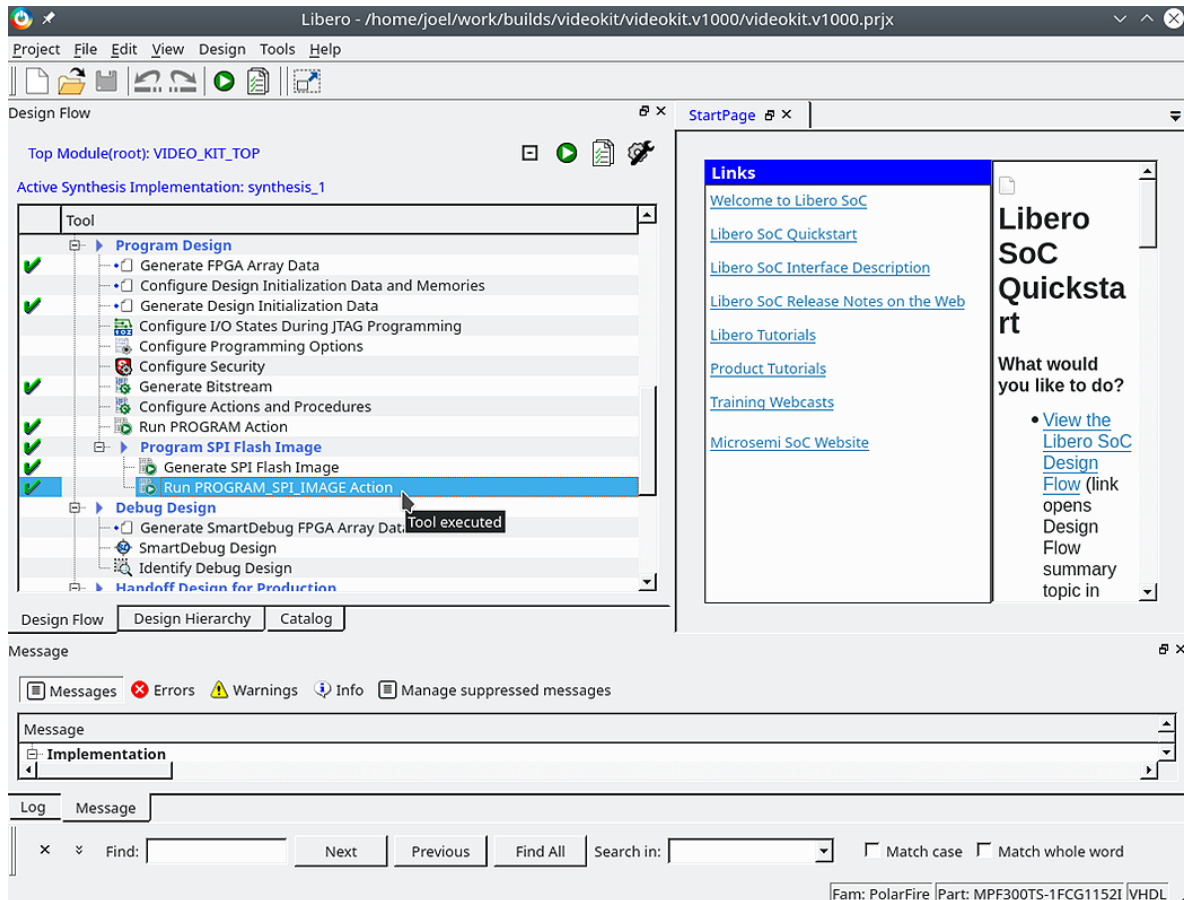 Libero - /home/joel/work/builds/videokit/videokit.v1000/videokit.v1000.prjx
Project File Edit View Design Tools Help
Design Flow
Top Module(root): VIDEO_KIT_TOP
Active Synthesis Implementation: synthesis_1
Tool
Program Design
Generate FPGA Array Data
Configure Design Initialization Data and Memories
Generate Design Initialization Data
Configure I/O States During JTAG Programming
Configure Programming Options
Configure Security
Generate Bitstream
Configure Actions and Procedures
Run PROGRAM Action
Program SPI Flash Image
Generate SPI Flash Image
Run PROGRAM_SPI_IMAGE Action
Debug Design
Generate SmartDebug FPGA Array Data
Tool executed
SmartDebug Design
Identify Debug Design
Handoff Design for Production
Design Flow Design Hierarchy Catalog
StartPage
Links
Welcome to Libero SoC
Libero SoC Quickstart
Libero SoC Interface Description
Libero SoC Release Notes on the Web
Libero Tutorials
Product Tutorials
Training Webcasts
Microsemi SoC Website
Libero
SoC
Quicksta
rt
What would
you like to do?
View the
Libero SoC
Design
Flow (link
opens
Design
Flow
summary
topic in
Message
Messages Errors Warnings Info Manage suppressed messages
Message
Implementation
Log Message
Find: Next Previous Find All Search in: Match case Match whole word
Fam: PolarFire Part: MPF300TS-1FCG1152I VHDL